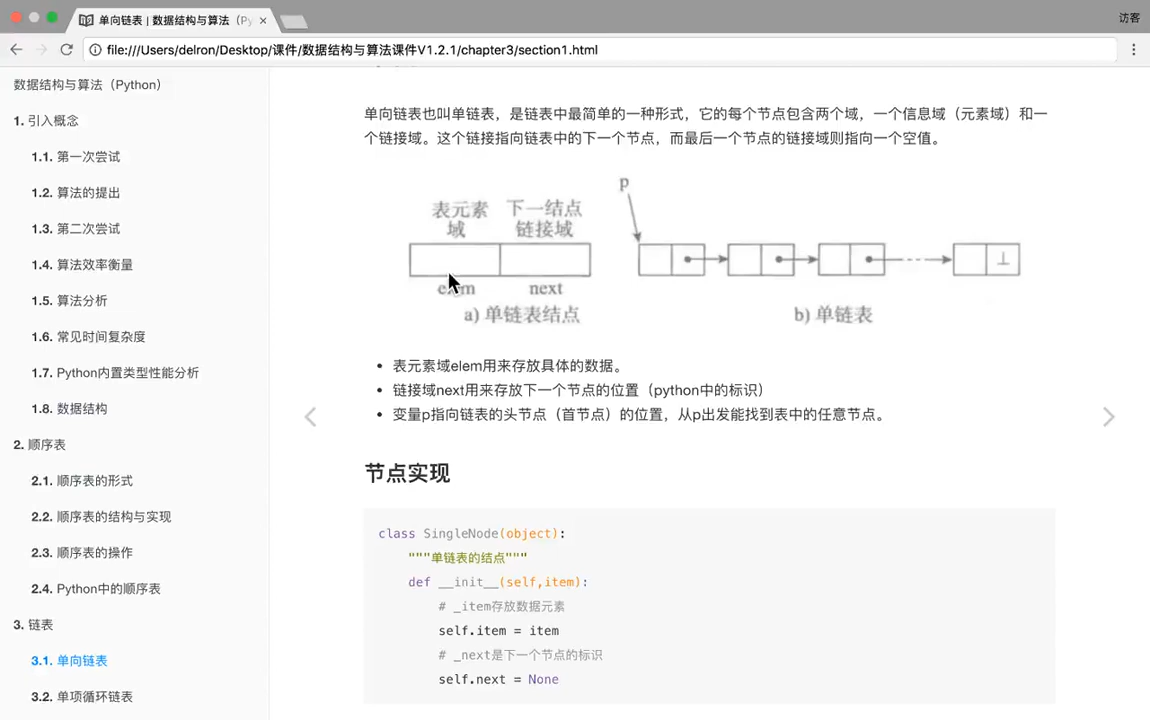 单向链表 | 数据结构与算法（Py
访客
file:///Users/delron/Desktop/课件/数据结构与算法课件V1.2.1/chapter3/section1.html
数据结构与算法（Python）
1. 引入概念
1.1. 第一次尝试
1.2. 算法的提出
1.3. 第二次尝试
1.4. 算法效率衡量
1.5. 算法分析
1.6. 常见时间复杂度
1.7. Python内置类型性能分析
1.8. 数据结构
2. 顺序表
2.1. 顺序表的形式
2.2. 顺序表的结构与实现
2.3. 顺序表的操作
2.4. Python中的顺序表
3. 链表
3.1. 单向链表
3.2. 单项循环链表
单向链表也叫单链表，是链表中最简单的一种形式，它的每个节点包含两个域，一个信息域（元素域）和一
个链接域。这个链接指向链表中的下一个节点，而最后一个节点的链接域则指向一个空值。
表元素 下一结点
域 链接域
next
a) 单链表结点
p
b) 单链表
• 表元素域elem用来存放具体的数据。
• 链接域next用来存放下一个节点的位置（python中的标识）
• 变量p指向链表的头节点（首节点）的位置，从p出发能找到表中的任意节点。
节点实现
class SingleNode(object):
"""单链表的结点"""
def __init__(self,item):
# _item存放数据元素
self.item = item
# _next是下一个节点的标识
self.next = None